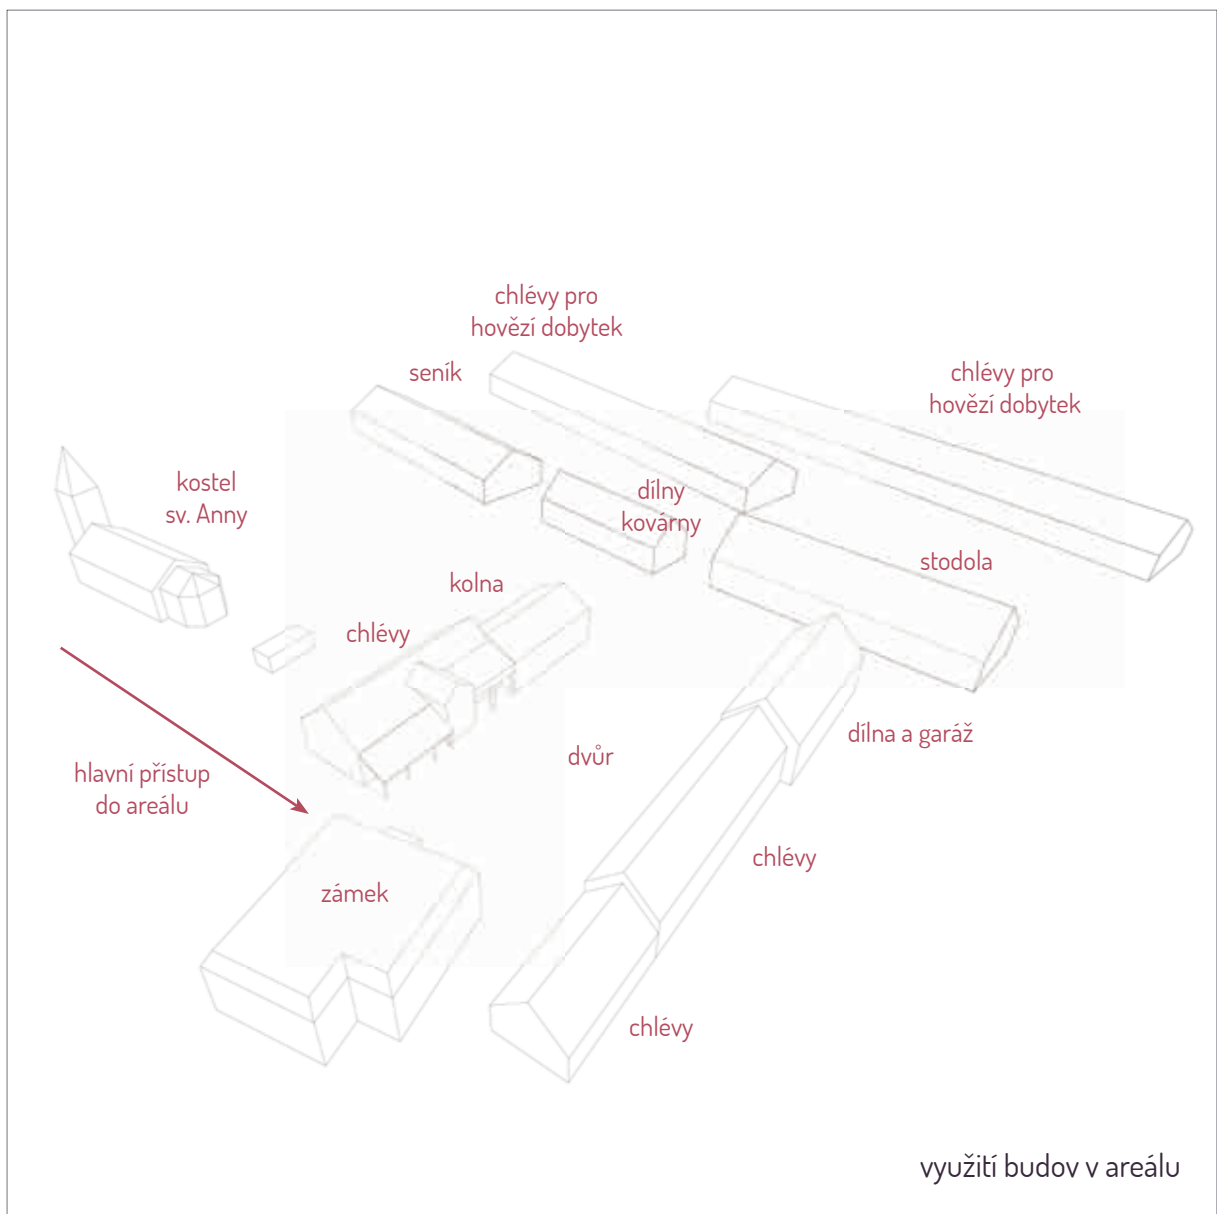 chlévy pro
hovězí dobytek
seník
chlévy pro
hovězí dobytek
kostel
sv. Anny
dílny
kovárny
stodola
kolna
chlévy
dílna a garáž
dvůr
hlavní přístup
do areálu
chlévy
zámek
chlévy
využití budov v areálu